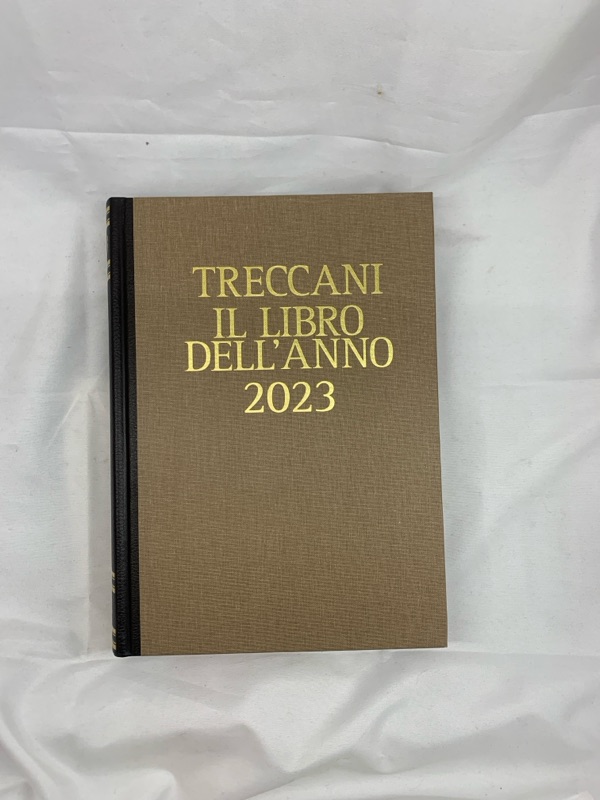 TRECCANI
IL LIBRO
DELL'ANNO
2023